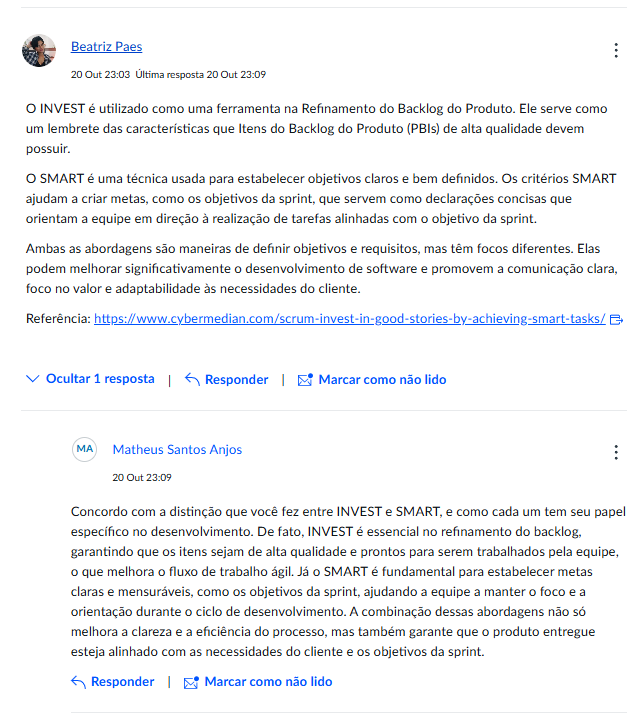 Beatriz Paes
20 Out 23:03 Última resposta 20 Out 23:09
O INVEST é utilizado como uma ferramenta na Refinamento do Backlog do Produto. Ele serve como
um lembrete das características que Itens do Backlog do Produto (PBIs) de alta qualidade devem
possuir.
O SMART é uma técnica usada para estabelecer objetivos claros e bem definidos. Os critérios SMART
ajudam a criar metas, como os objetivos da sprint, que servem como declarações concisas que
orientam a equipe em direção à realização de tarefas alinhadas com o objetivo da sprint.
Ambas as abordagens são maneiras de definir objetivos e requisitos, mas têm focos diferentes. Elas
podem melhorar significativamente o desenvolvimento de software e promovem a comunicação clara,
foco no valor e adaptabilidade às necessidades do cliente.
Referência: https://www.cybermedian.com/scrum-invest-in-good-stories-by-achieving-smart-tasks/
Ocultar 1 resposta | Responder | Marcar como não lido
MA Matheus Santos Anjos
20 Out 23:09
Concordo com a distinção que você fez entre INVEST e SMART, e como cada um tem seu papel
específico no desenvolvimento. De fato, INVEST é essencial no refinamento do backlog,
garantindo que os itens sejam de alta qualidade e prontos para serem trabalhados pela equipe,
o que melhora o fluxo de trabalho ágil. Já o SMART é fundamental para estabelecer metas
claras e mensuráveis, como os objetivos da sprint, ajudando a equipe a manter o foco e a
orientação durante o ciclo de desenvolvimento. A combinação dessas abordagens não só
melhora a clareza e a eficiência do processo, mas também garante que o produto entregue
esteja alinhado com as necessidades do cliente e os objetivos da sprint.
Responder | Marcar como não lido